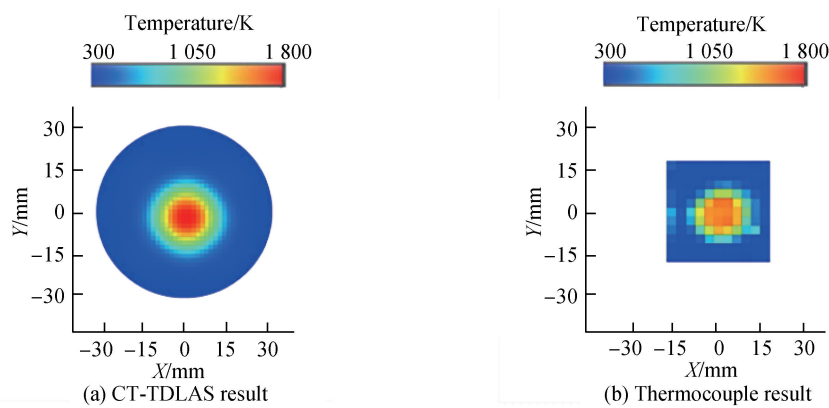 Temperature/K
300 1 050 1 800
30
15
0
−15
−30
Y/mm
−30 −15 0 15 30
X/mm
(a) CT-TDLAS result
Temperature/K
300 1 050 1 800
30
15
0
−15
−30
Y/mm
−30 −15 0 15 30
X/mm
(b) Thermocouple result